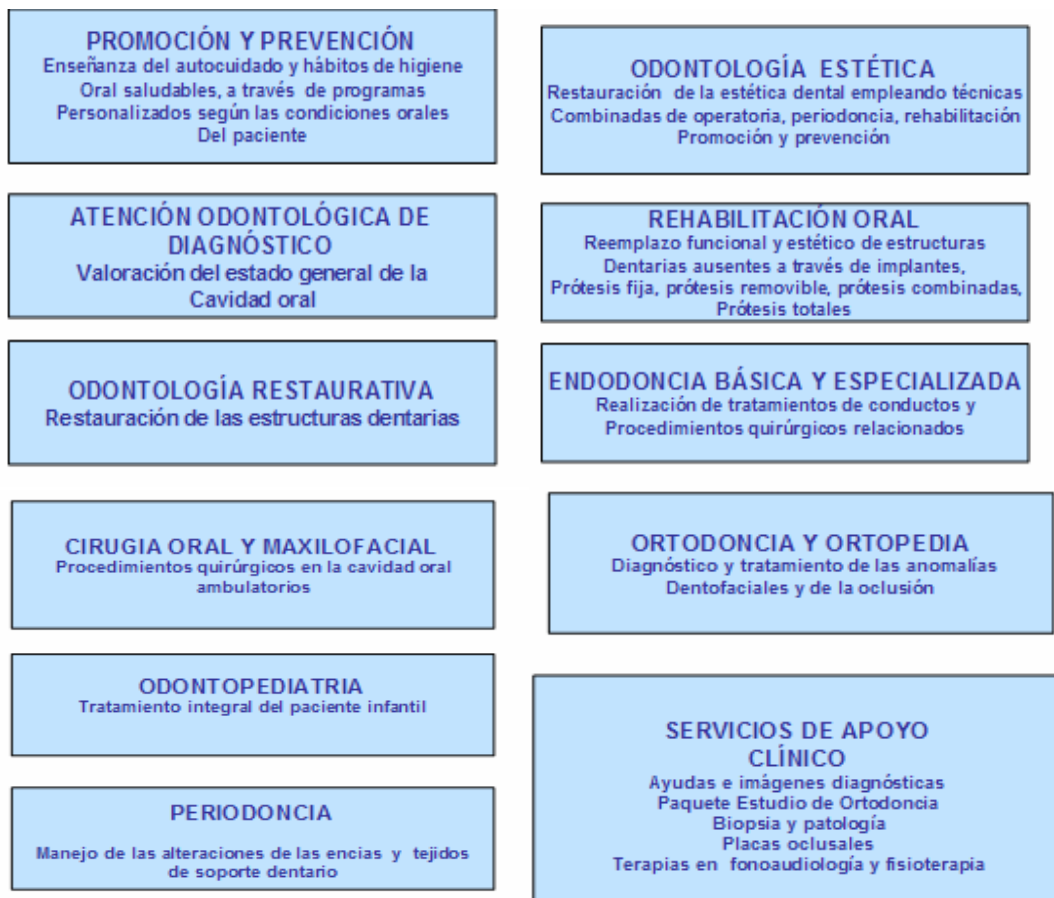 PROMOCIÓN Y PREVENCIÓN
Enseñanza del autocuidado y hábitos de higiene
Oral saludables, a través de programas
Personalizados según las condiciones orales
Del paciente
ATENCIÓN ODONTOLÓGICA DE
DIAGNÓSTICO
Valoración del estado general de la
Cavidad oral
ODONTOLOGÍA RESTAURATIVA
Restauración de las estructuras dentarias
CIRUGIA ORAL Y MAXILOFACIAL
Procedimientos quirúrgicos en la cavidad oral
ambulatorios
ODONTOPEDIATRIA
Tratamiento integral del paciente infantil
PERIODONCIA
Manejo de las alteraciones de las encias y tejidos
de soporte dentario
ODONTOLOGÍA ESTÉTICA
Restauración de la estética dental empleando técnicas
Combinadas de operatoria, periodoncia, rehabilitación
Promoción y prevención
REHABILITACIÓN ORAL
Reemplazo funcional y estético de estructuras
Dentarias ausentes a través de implantes,
Prótesis fija, prótesis removible, prótesis combinadas,
Prótesis totales
ENDODONCIA BÁSICA Y ESPECIALIZADA
Realización de tratamientos de conductos y
Procedimientos quirúrgicos relacionados
ORTODONCIA Y ORTOPEDIA
Diagnóstico y tratamiento de las anomalías
Dentofaciales y de la oclusión
SERVICIOS DE APOYO
CLÍNICO
Ayudas e imágenes diagnósticas
Paquete Estudio de Ortodoncia
Biopsia y patología
Placas oclusales
Terapias en fonoaudiología y fisioterapia